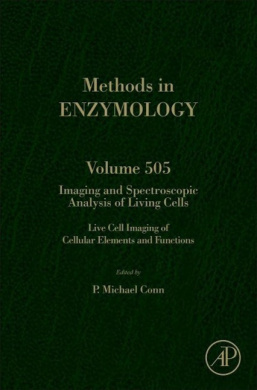 Methods in
ENZYMOLOGY
Volume 505
Imaging and Spectroscopic
Analysis of Living Cells
Live Cell Imaging of
Cellular Elements and Functions
Edited by
P. Michael Conn
AP